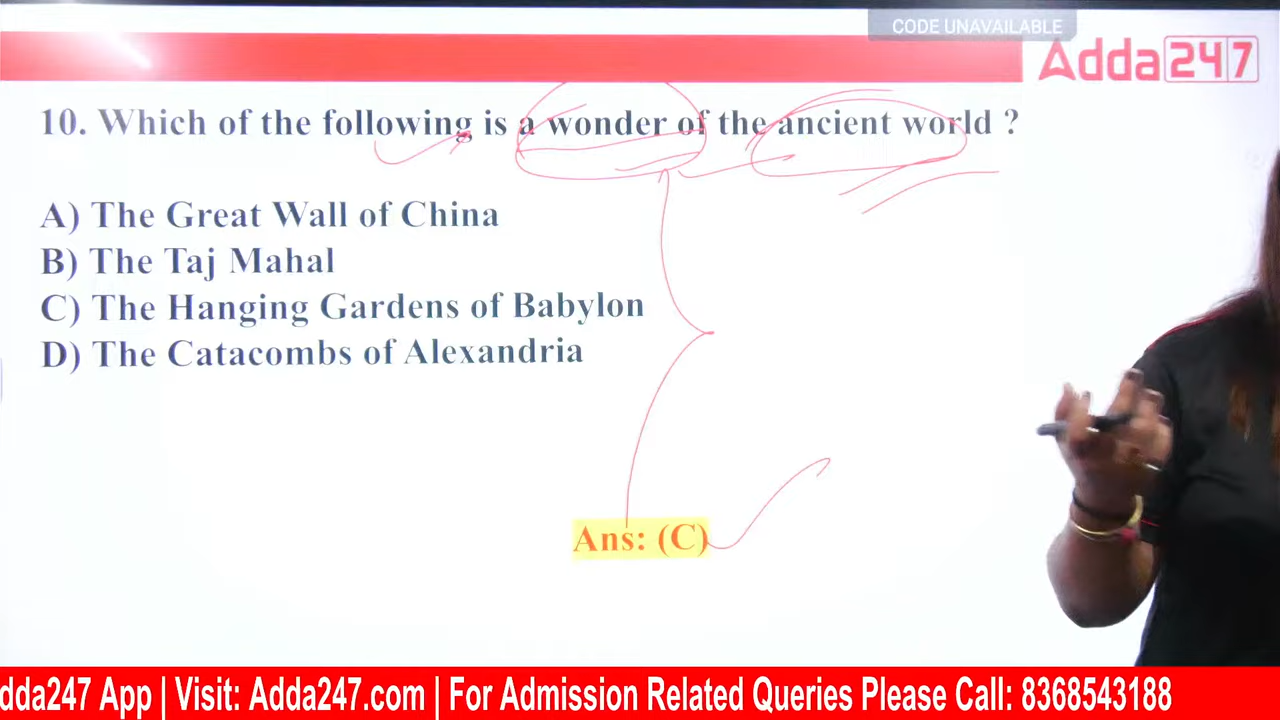 CODE UNAVAILABLE
Adda247
10. Which of the following is a wonder of the ancient world ?
A) The Great Wall of China
B) The Taj Mahal
C) The Hanging Gardens of Babylon
D) The Catacombs of Alexandria
Ans: (C)
dda247 App | Visit: Adda247.com | For Admission Related Queries Please Call: 8368543188